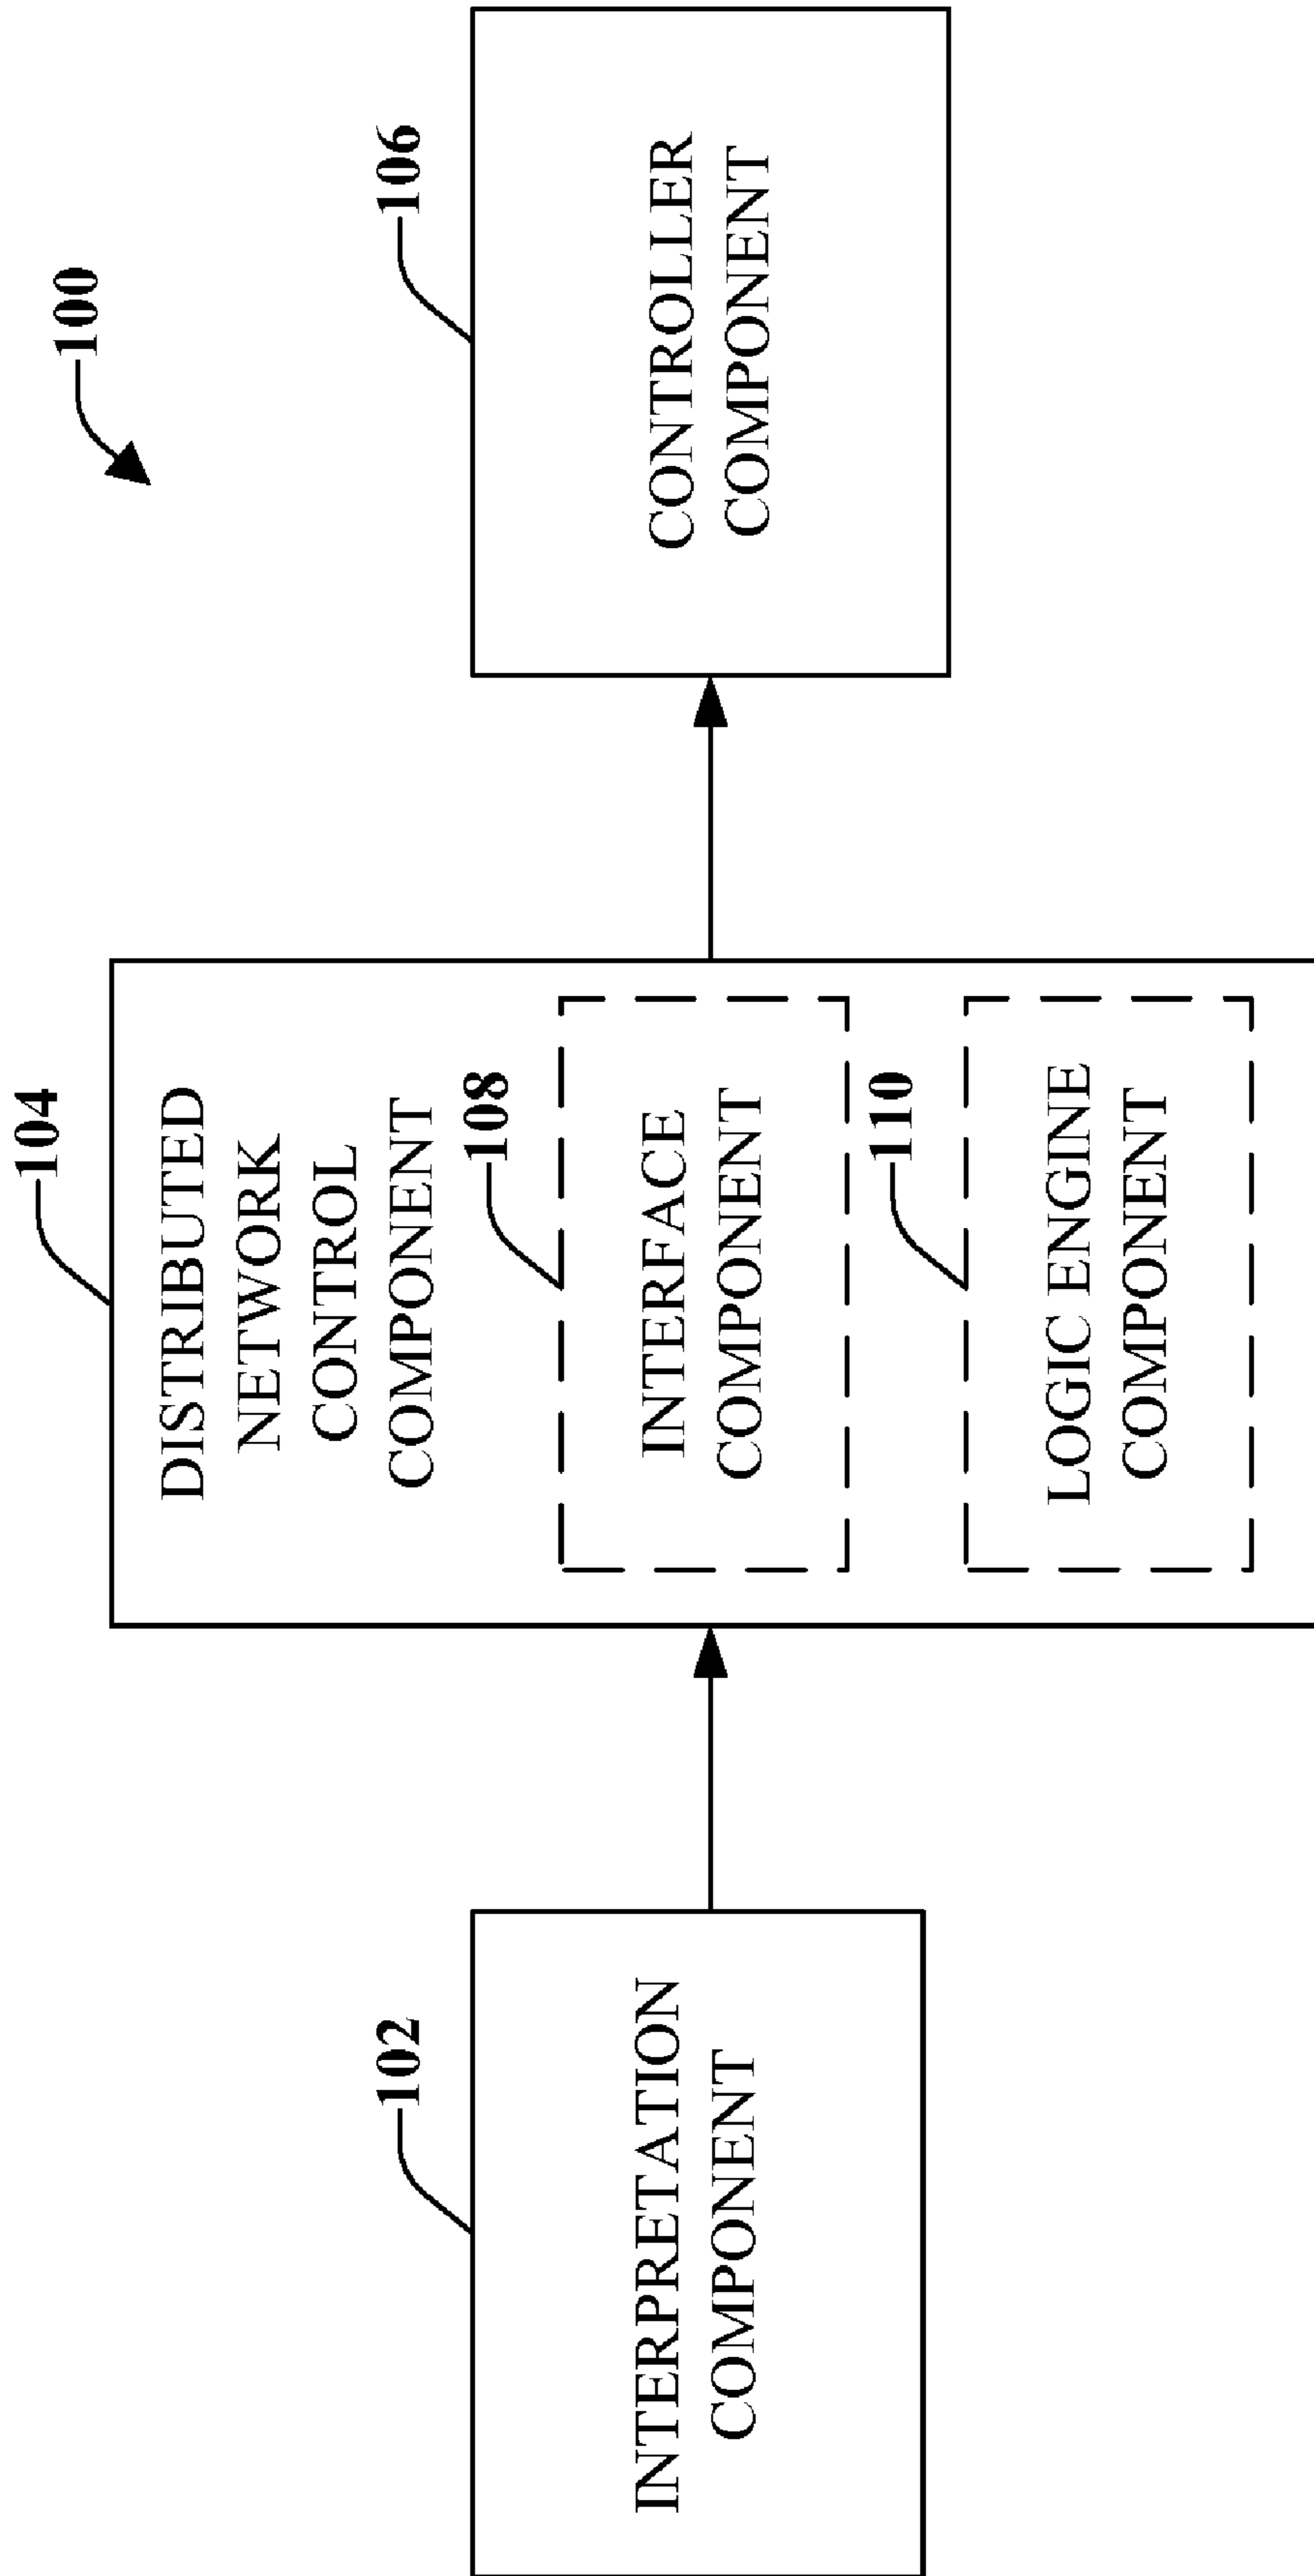 100
102
INTERPRETATION
COMPONENT
104
DISTRIBUTED
NETWORK
CONTROL
COMPONENT
108
INTERFACE
COMPONENT
110
LOGIC ENGINE
COMPONENT
106
CONTROLLER
COMPONENT